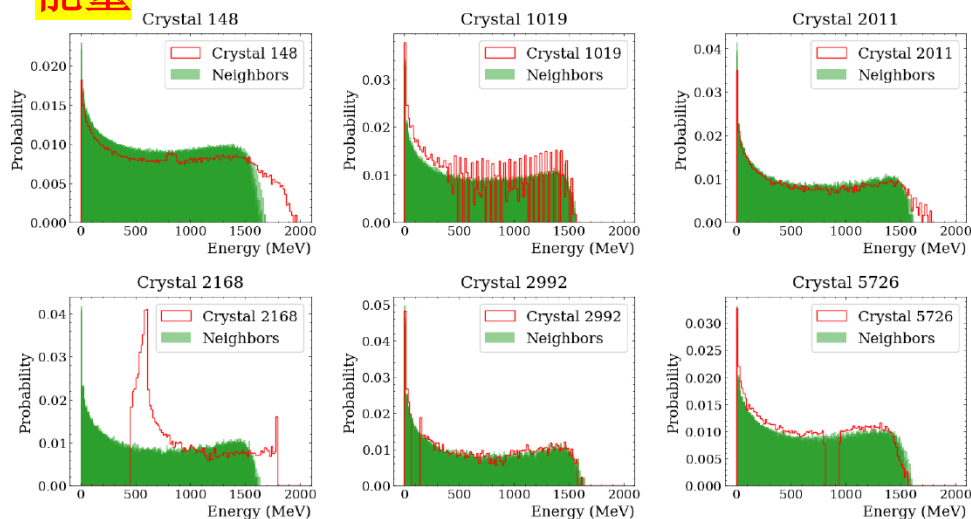 能量
Crystal 148
Crystal 148
Neighbors
Probability
0.020
0.015
0.010
0.005
0.000
0 500 1000 1500 2000
Energy (MeV)
Crystal 1019
Crystal 1019
Neighbors
Probability
0.03
0.02
0.01
0.00
0 500 1000 1500 2000
Energy (MeV)
Crystal 2011
Crystal 2011
Neighbors
Probability
0.04
0.03
0.02
0.01
0.00
0 500 1000 1500 2000
Energy (MeV)
Crystal 2168
Crystal 2168
Neighbors
Probability
0.04
0.03
0.02
0.01
0.00
0 500 1000 1500 2000
Energy (MeV)
Crystal 2992
Crystal 2992
Neighbors
Probability
0.05
0.04
0.03
0.02
0.01
0.00
0 500 1000 1500 2000
Energy (MeV)
Crystal 5726
Crystal 5726
Neighbors
Probability
0.030
0.025
0.020
0.015
0.010
0.005
0.000
0 500 1000 1500 2000
Energy (MeV)